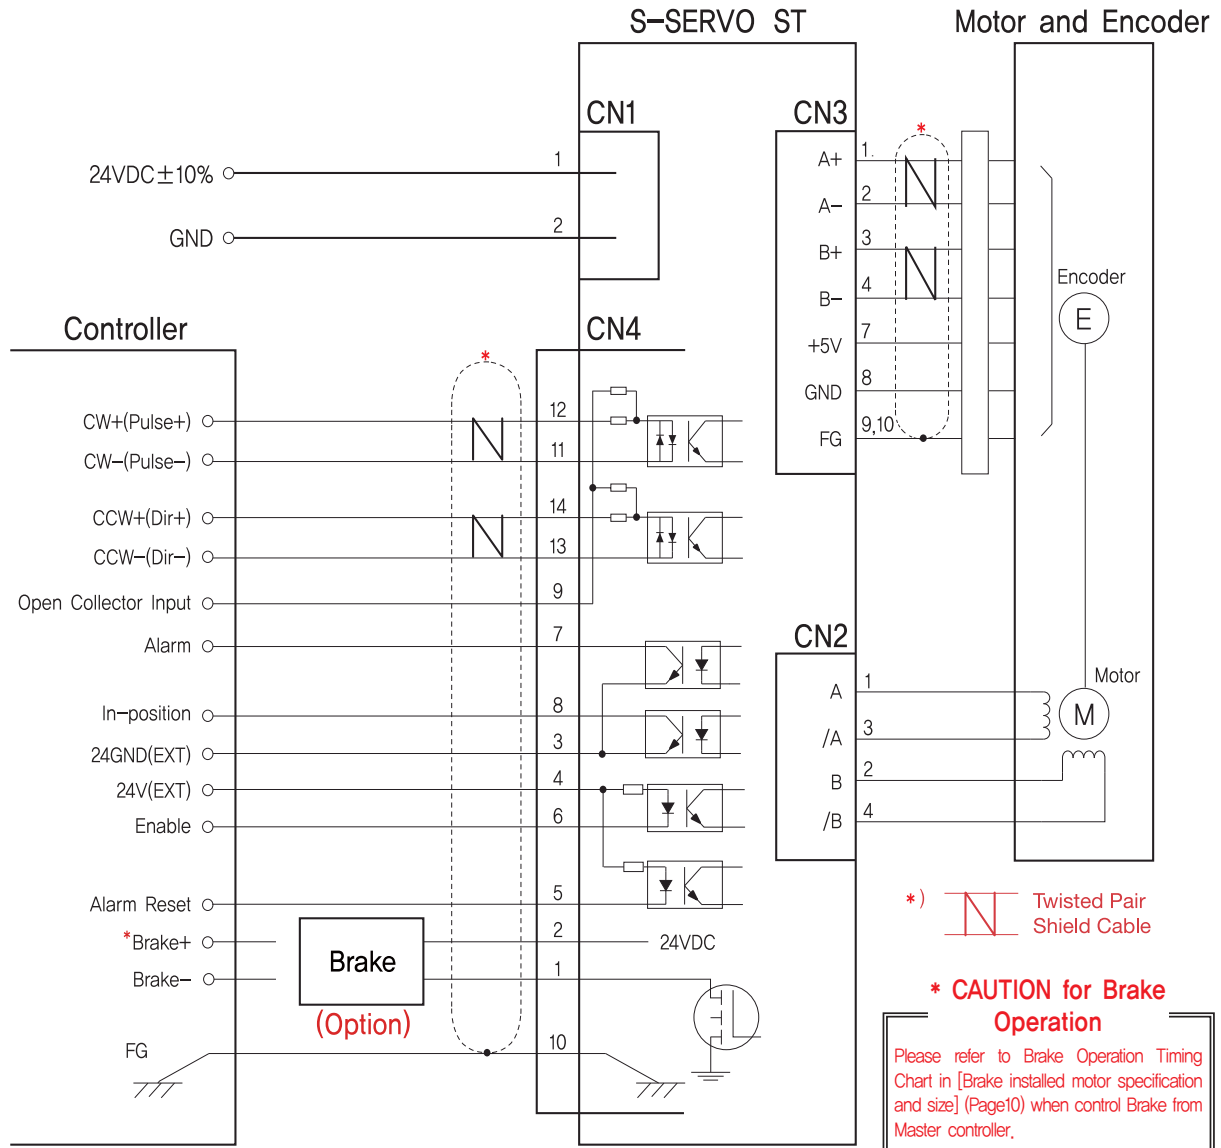 S-SERVO ST
Motor and Encoder
CN1
1
24VDC±10%
2
GND
CN3
*
A+ 1.
A- 2
B+ 3
B- 4
+5V 7
GND 8
FG 9,10
Encoder
E
Controller
CN4
*
CW+(Pulse+) 12
CW-(Pulse-) 11
CCW+(Dir+) 14
CCW-(Dir-) 13
Open Collector Input 9
Alarm 7
In-position 8
24GND(EXT) 3
24V(EXT) 4
Enable 6
Alarm Reset 5
*Brake+ 2 24VDC
Brake- 1
Brake
(Option)
FG 10
CN2
A 1
/A 3
B 2
/B 4
Motor
M
*) Twisted Pair
Shield Cable
* CAUTION for Brake
Operation
Please refer to Brake Operation Timing
Chart in [Brake installed motor specification
and size] (Page10) when control Brake from
Master controller.